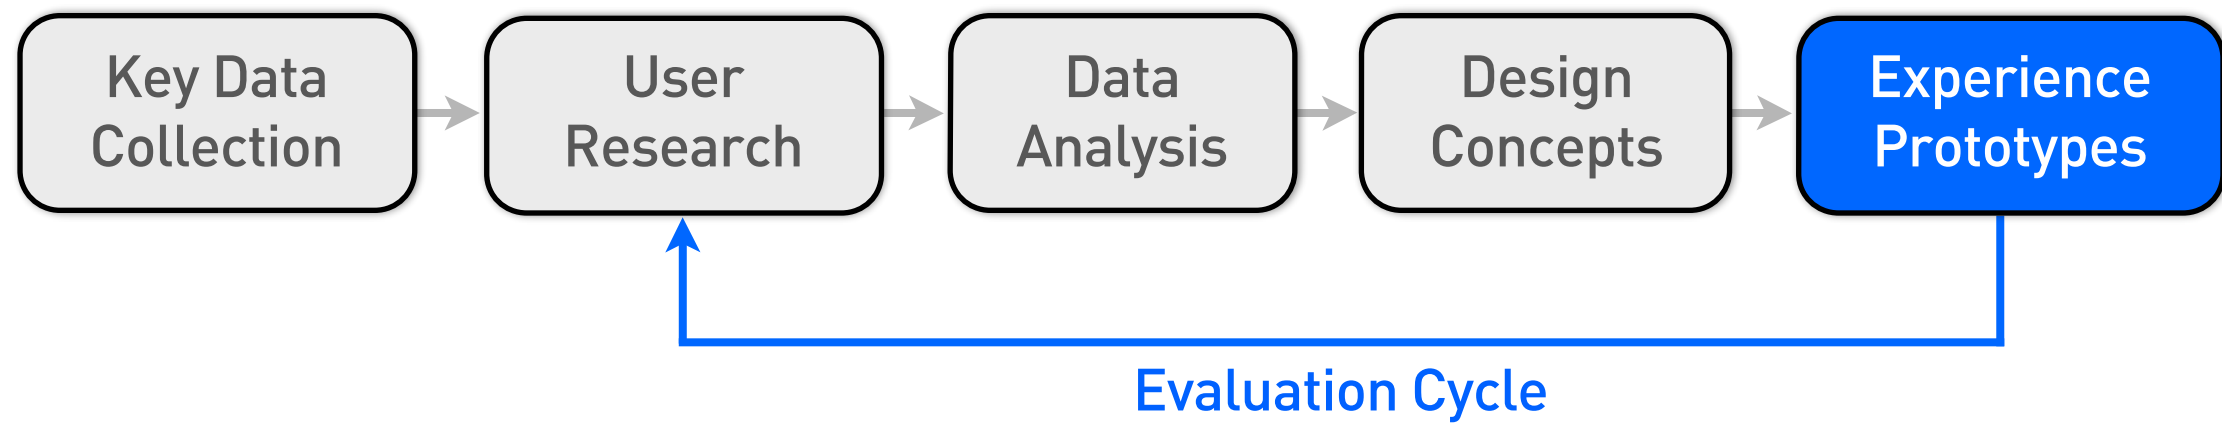 Key Data
Collection
User
Research
Data
Analysis
Design
Concepts
Experience
Prototypes
Evaluation Cycle